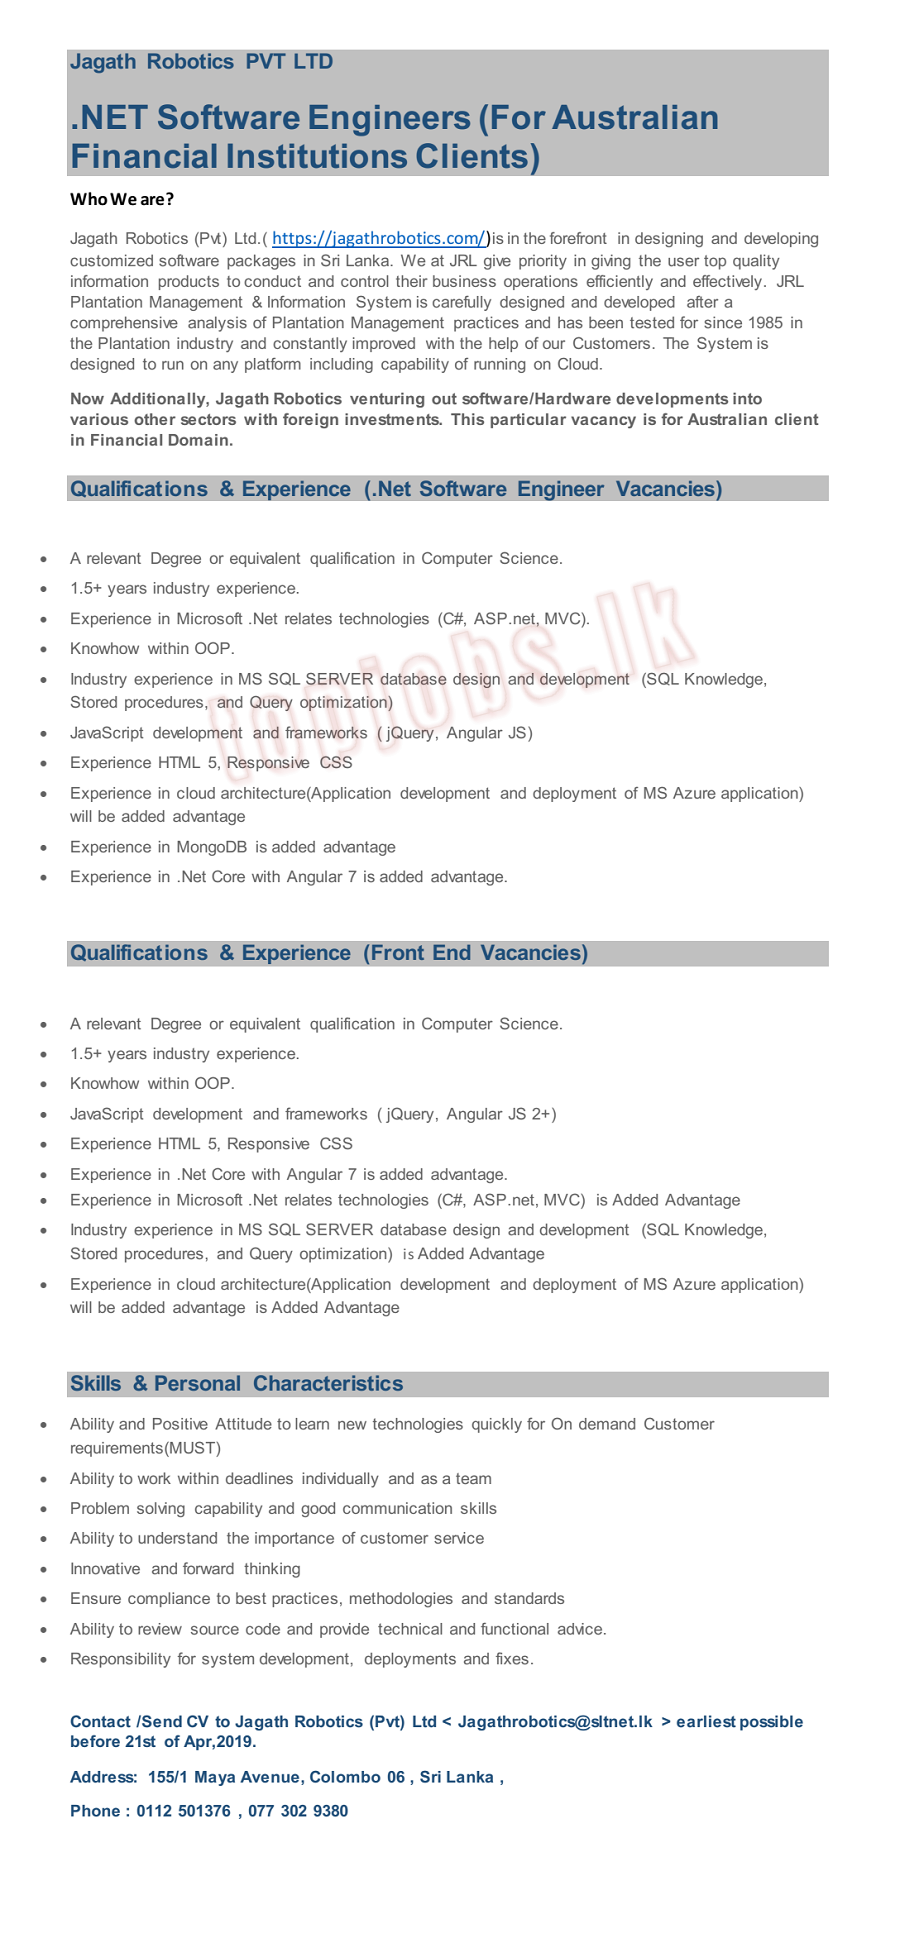 Jagath Robotics PVT LTD
.NET Software Engineers (For Australian
Financial Institutions Clients)
Who We are?
Jagath Robotics (Pvt) Ltd.( https://jagathrobotics.com/)is in the forefront in designing and developing
customized software packages in Sri Lanka. We at JRL give priority in giving the user top quality
information products to conduct and control their business operations efficiently and effectively. JRL
Plantation Management & Information System is carefully designed and developed after a
comprehensive analysis of Plantation Management practices and has been tested for since 1985 in
the Plantation industry and constantly improved with the help of our Customers. The System is
designed to run on any platform including capability of running on Cloud.
Now Additionally, Jagath Robotics venturing out software/Hardware developments into
various other sectors with foreign investments. This particular vacancy is for Australian client
in Financial Domain.
Qualifications & Experience (.Net Software Engineer Vacancies)
• A relevant Degree or equivalent qualification in Computer Science.
• 1.5+ years industry experience.
• Experience in Microsoft .Net relates technologies (C#, ASP.net, MVC).
• Knowhow within OOP.
• Industry experience in MS SQL SERVER database design and development (SQL Knowledge,
Stored procedures, and Query optimization)
• JavaScript development and frameworks ( jQuery, Angular JS)
• Experience HTML 5, Responsive CSS
• Experience in cloud architecture(Application development and deployment of MS Azure application)
will be added advantage
• Experience in MongoDB is added advantage
• Experience in .Net Core with Angular 7 is added advantage.
topjobs.lk
Qualifications & Experience (Front End Vacancies)
• A relevant Degree or equivalent qualification in Computer Science.
• 1.5+ years industry experience.
• Knowhow within OOP.
• JavaScript development and frameworks ( jQuery, Angular JS 2+)
• Experience HTML 5, Responsive CSS
• Experience in .Net Core with Angular 7 is added advantage.
• Experience in Microsoft .Net relates technologies (C#, ASP.net, MVC) is Added Advantage
• Industry experience in MS SQL SERVER database design and development (SQL Knowledge,
Stored procedures, and Query optimization) is Added Advantage
• Experience in cloud architecture(Application development and deployment of MS Azure application)
will be added advantage is Added Advantage
Skills & Personal Characteristics
• Ability and Positive Attitude to learn new technologies quickly for On demand Customer
requirements(MUST)
• Ability to work within deadlines individually and as a team
• Problem solving capability and good communication skills
• Ability to understand the importance of customer service
• Innovative and forward thinking
• Ensure compliance to best practices, methodologies and standards
• Ability to review source code and provide technical and functional advice.
• Responsibility for system development, deployments and fixes.
Contact /Send CV to Jagath Robotics (Pvt) Ltd < Jagathrobotics@sltnet.lk > earliest possible
before 21st of Apr,2019.
Address: 155/1 Maya Avenue, Colombo 06 , Sri Lanka ,
Phone : 0112 501376 , 077 302 9380